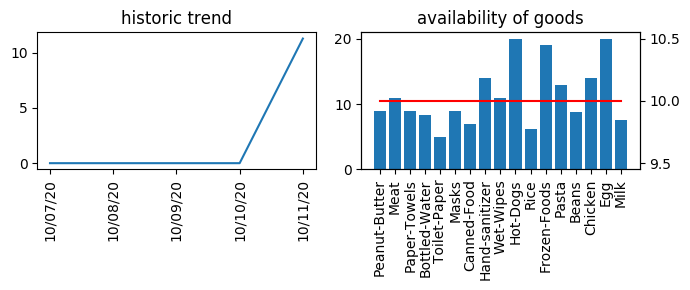 historic trend
10
5
0
10/07/20
10/08/20
10/09/20
10/10/20
10/11/20
availability of goods
20
10
0
10.5
10.0
9.5
Peanut-Butter
Meat
Paper-Towels
Bottled-Water
Toilet-Paper
Masks
Canned-Food
Hand-sanitizer
Wet-Wipes
Hot-Dogs
Rice
Frozen-Foods
Pasta
Beans
Chicken
Egg
Milk